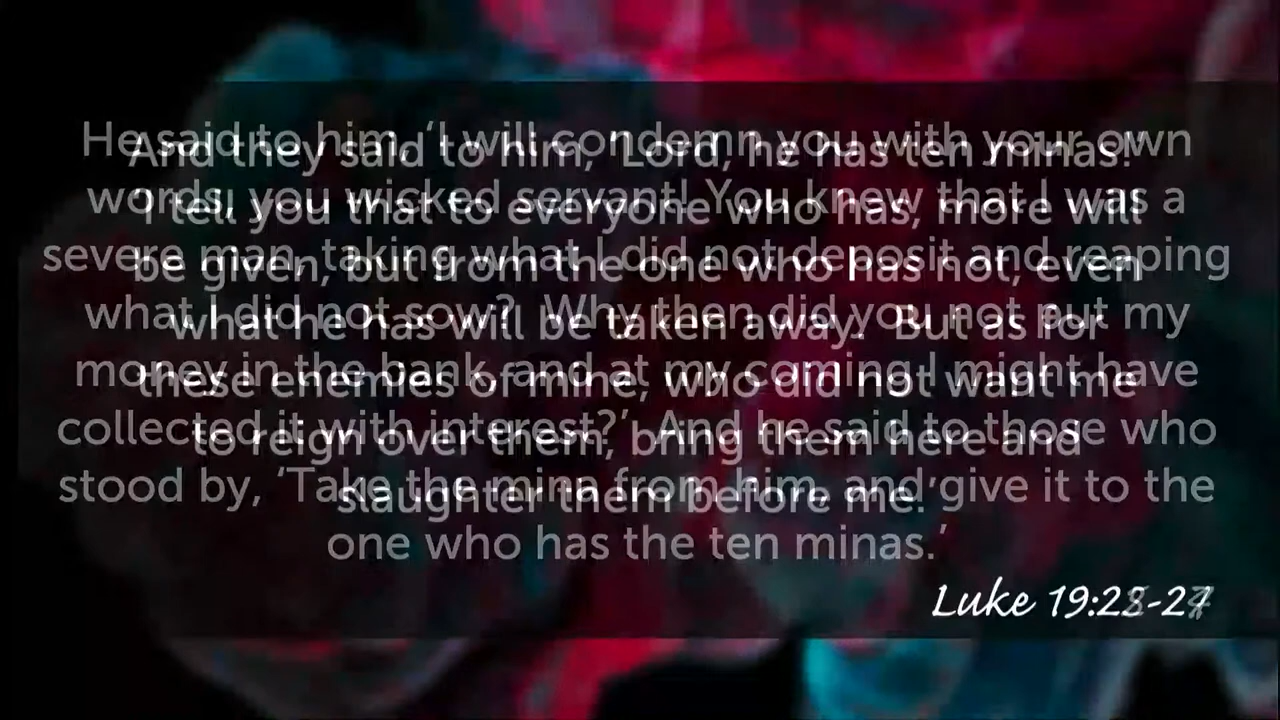 He said to him, ‘I will condemn you with your own
words, you wicked servant! You knew that I was a
severe man, taking what I did not deposit and reaping
what I did not sow? Why then did you not put my
money in the bank, and at my coming I might have
collected it with interest?’ And he said to those who
stood by, ‘Take the mina from him, and give it to the
one who has the ten minas.’
And they said to him, ‘Lord, he has ten minas!’
‘I tell you that to everyone who has, more will
be given, but from the one who has not, even
what he has will be taken away. But as for
these enemies of mine, who did not want me
to reign over them, bring them here and
slaughter them before me.’
Luke 19: